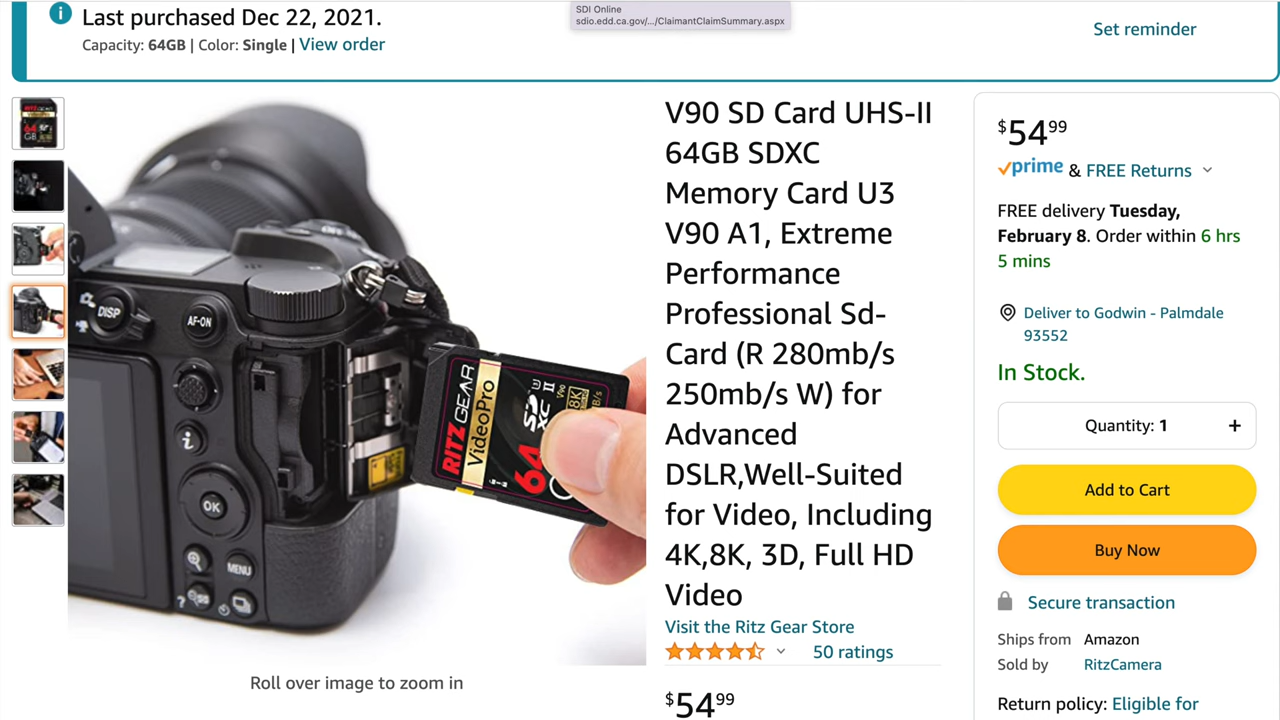 Last purchased Dec 22, 2021.
Capacity: 64GB | Color: Single | View order
SDI Online
sdio.edd.ca.gov/.../ClaimantClaimSummary.aspx
Set reminder
DISP
AF-ON
i
OK
MENU
?
RITZ GEAR
VideoPro
64
SD XC II
V90
8K
B/s
Roll over image to zoom in
V90 SD Card UHS-II
64GB SDXC
Memory Card U3
V90 A1, Extreme
Performance
Professional Sd-
Card (R 280mb/s
250mb/s W) for
Advanced
DSLR,Well-Suited
for Video, Including
4K,8K, 3D, Full HD
Video
Visit the Ritz Gear Store
50 ratings
$54 99
$54 99
prime & FREE Returns
FREE delivery Tuesday,
February 8. Order within 6 hrs
5 mins
Deliver to Godwin - Palmdale
93552
In Stock.
Quantity: 1 +
Add to Cart
Buy Now
Secure transaction
Ships from Amazon
Sold by RitzCamera
Return policy: Eligible for